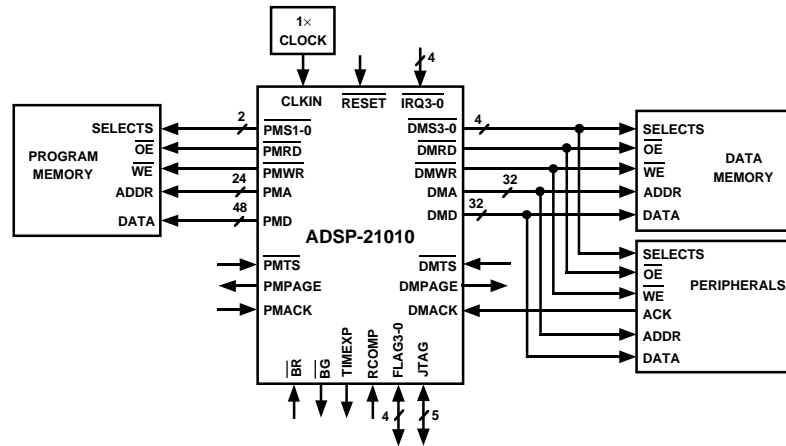 1×
CLOCK
4
CLKIN
RESET
IRQ3-0
PROGRAM
MEMORY
SELECTS
OE
WE
ADDR
DATA
2
24
48
PMS1-0
PMRD
PMWR
PMA
PMD
DMS3-0
DMRD
DMWR
DMA
DMD
4
32
32
SELECTS
OE
WE
ADDR
DATA
DATA
MEMORY
ADSP-21010
PMTS
PMPAGE
PMACK
DMTS
DMPAGE
DMACK
SELECTS
OE
WE
ACK
ADDR
DATA
PERIPHERALS
BR
BG
TIMEXP
RCOMP
FLAG3-0
JTAG
4
5